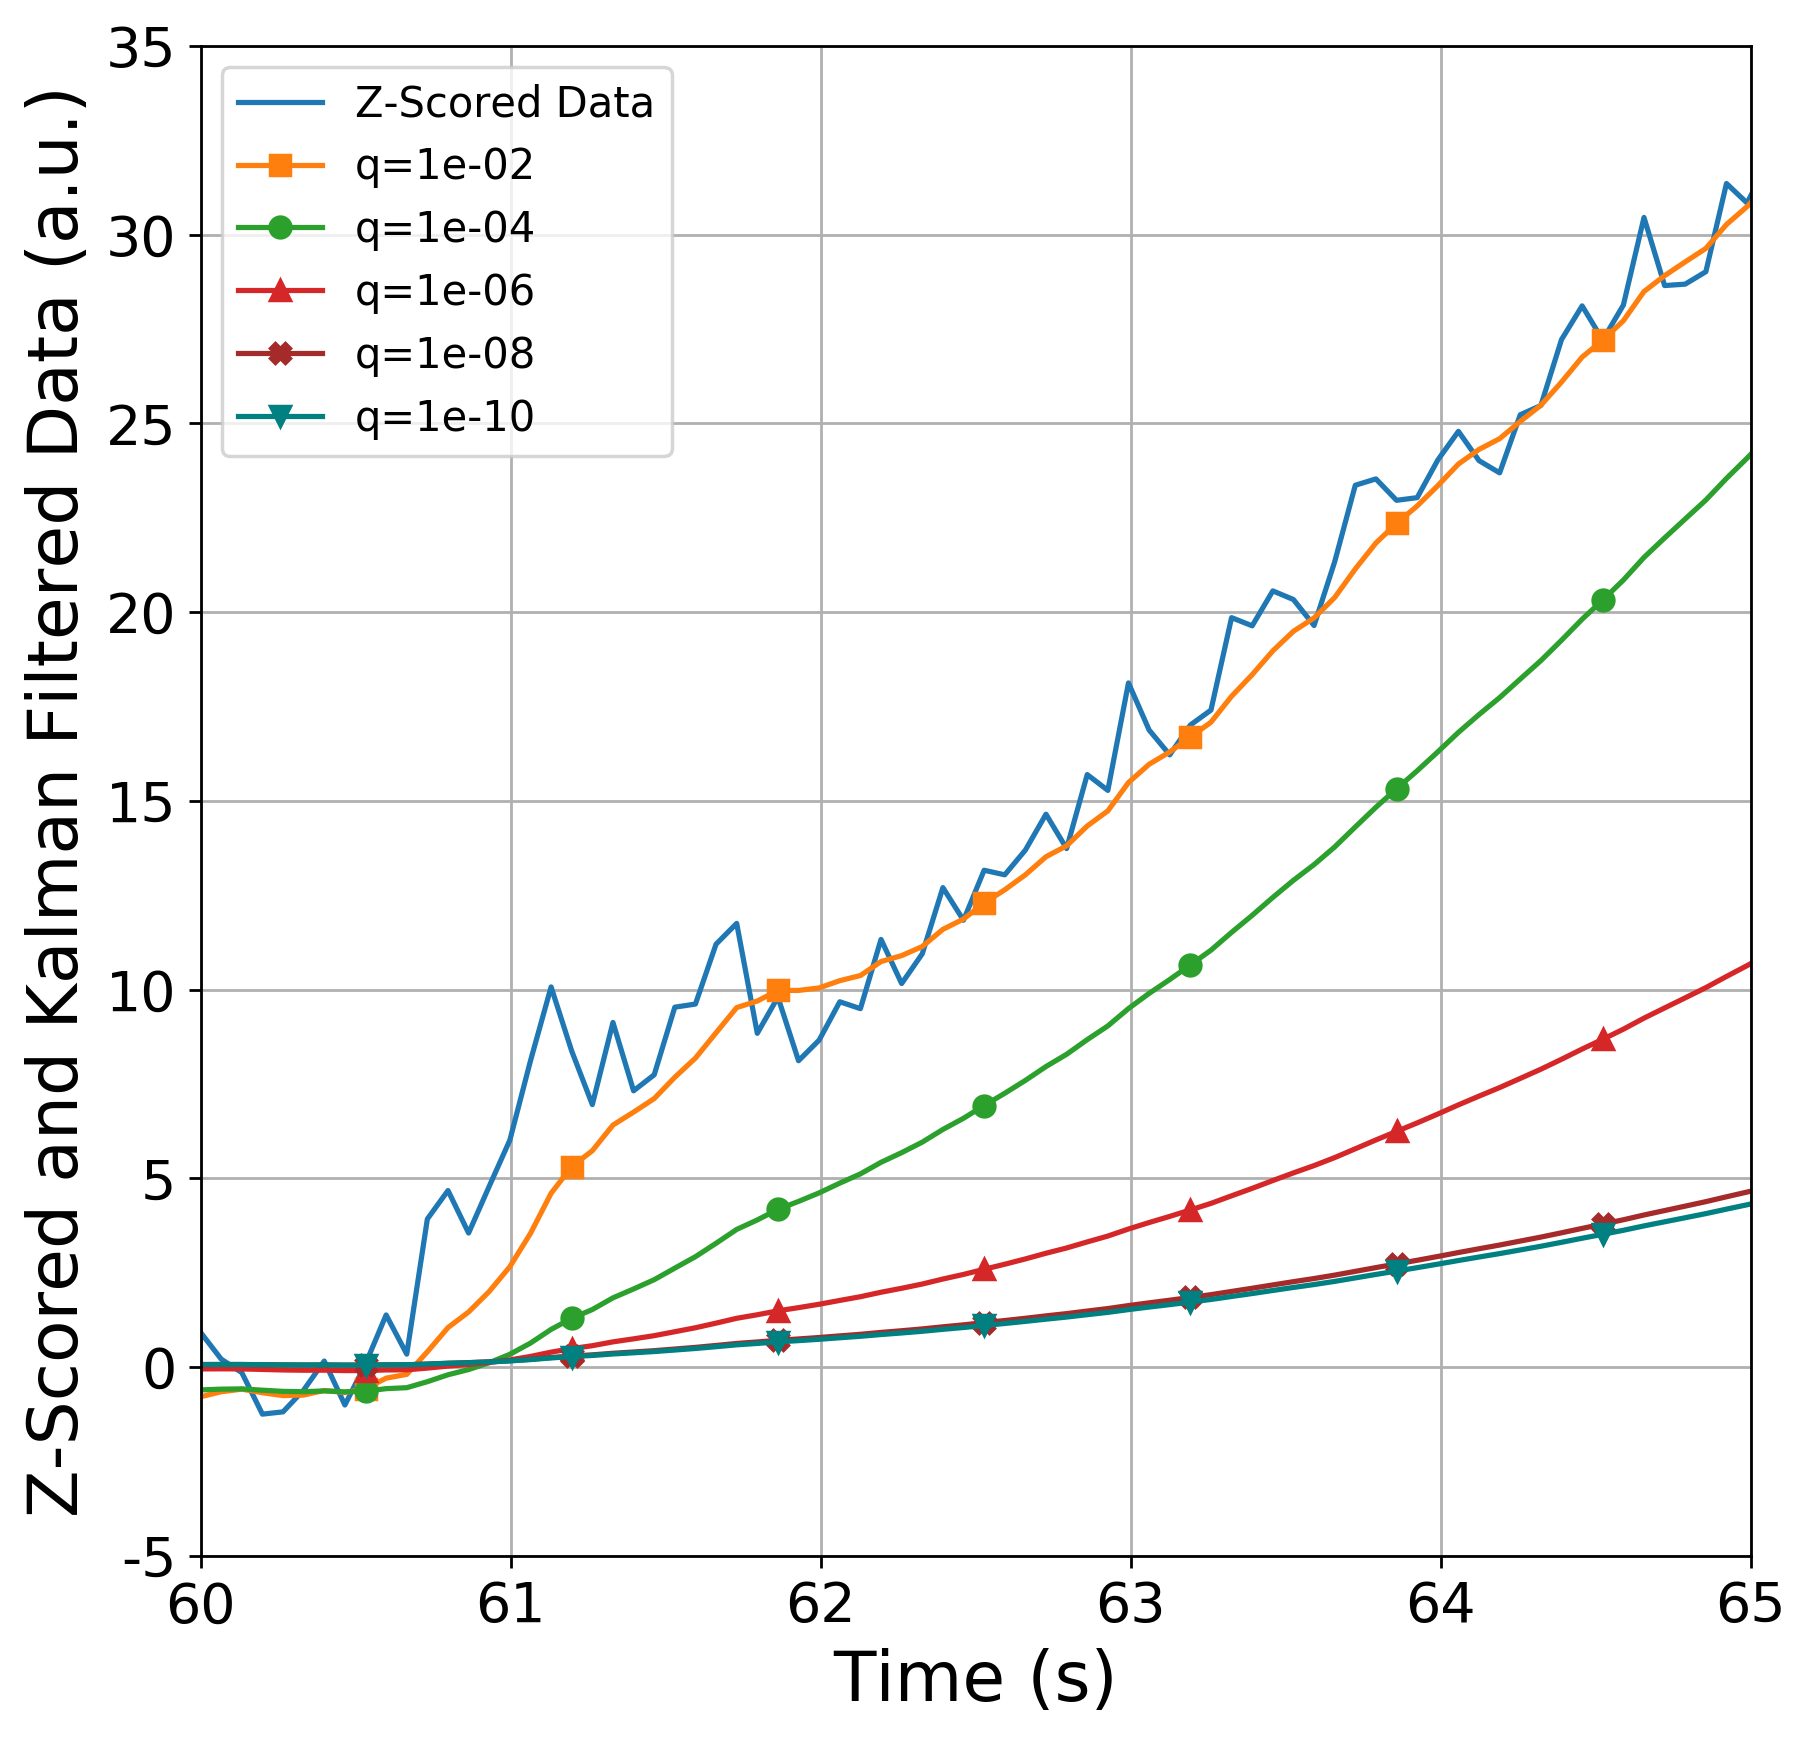 Z-Scored and Kalman Filtered Data (a.u.)
35
30
25
20
15
10
5
0
-5
Z-Scored Data
q=1e-02
q=1e-04
q=1e-06
q=1e-08
q=1e-10
60 61 62 63 64 65
Time (s)